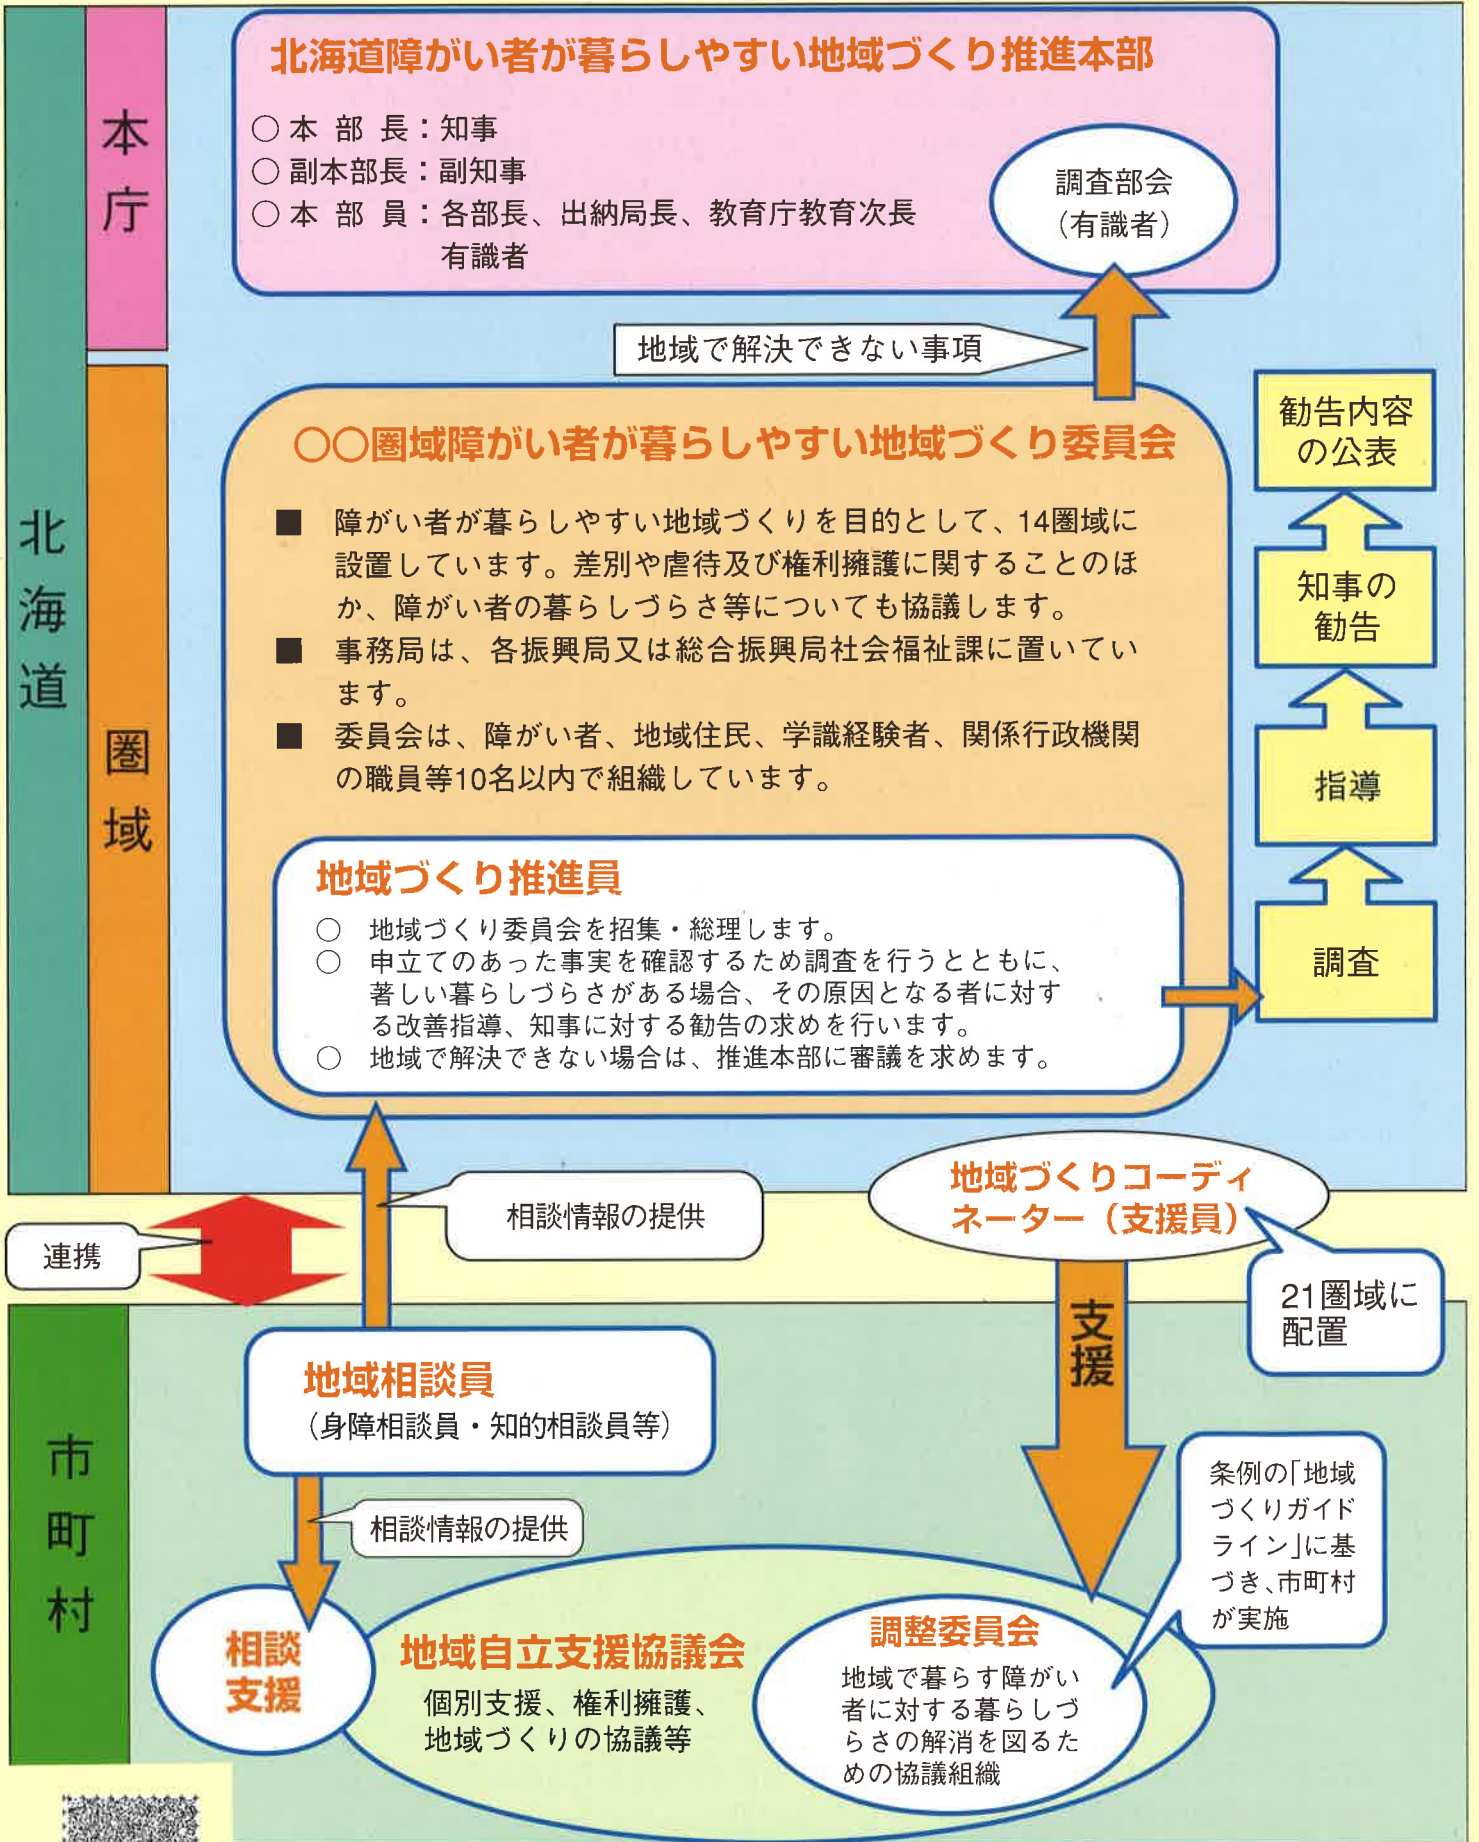 北海道
本庁
圏域
市町村
北海道障がい者が暮らしやすい地域づくり推進本部
○ 本 部 長：知事
○ 副本部長：副知事
○ 本 部 員：各部長、出納局長、教育庁教育次長
有識者
調査部会
（有識者）
地域で解決できない事項
○○圏域障がい者が暮らしやすい地域づくり委員会
■ 障がい者が暮らしやすい地域づくりを目的として、14圏域に
設置しています。差別や虐待及び権利擁護に関することのほ
か、障がい者の暮らしづらさ等についても協議します。
■ 事務局は、各振興局又は総合振興局社会福祉課に置いてい
ます。
■ 委員会は、障がい者、地域住民、学識経験者、関係行政機関
の職員等10名以内で組織しています。
地域づくり推進員
○ 地域づくり委員会を招集・総理します。
○ 申立てのあった事実を確認するため調査を行うとともに、
著しい暮らしづらさがある場合、その原因となる者に対す
る改善指導、知事に対する勧告の求めを行います。
○ 地域で解決できない場合は、推進本部に審議を求めます。
勧告内容
の公表
知事の
勧告
指導
調査
連携
相談情報の提供
地域づくりコーディ
ネーター（支援員）
21圏域に
配置
支援
地域相談員
（身障相談員・知的相談員等）
相談情報の提供
相談
支援
地域自立支援協議会
個別支援、権利擁護、
地域づくりの協議等
調整委員会
地域で暮らす障がい
者に対する暮らしづ
らさの解消を図るた
めの協議組織
条例の「地域
づくりガイド
ライン」に基
づき、市町村
が実施